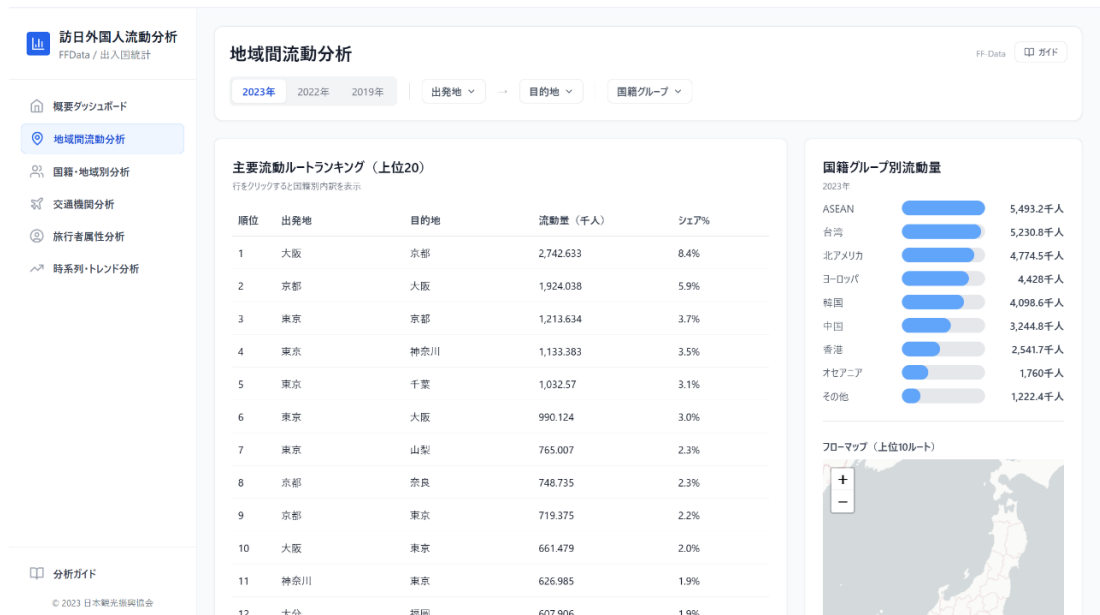 訪日外国人流動分析
FFData / 出入国統計
概要ダッシュボード
地域間流動分析
国籍・地域別分析
交通機関分析
旅行者属性分析
時系列・トレンド分析
分析ガイド
© 2023 日本観光振興協会
地域間流動分析
FF-Data ガイド
2023年 2022年 2019年 出発地 → 目的地 国籍グループ
主要流動ルートランキング（上位20）
行をクリックすると国籍別内訳を表示
順位 出発地 目的地 流動量（千人） シェア%
1 大阪 京都 2,742.633 8.4%
2 京都 大阪 1,924.038 5.9%
3 東京 京都 1,213.634 3.7%
4 東京 神奈川 1,133.383 3.5%
5 東京 千葉 1,032.57 3.1%
6 東京 大阪 990.124 3.0%
7 東京 山梨 765.007 2.3%
8 京都 奈良 748.735 2.3%
9 京都 東京 719.375 2.2%
10 大阪 東京 661.479 2.0%
11 神奈川 東京 626.985 1.9%
12 大分 福岡 607.906 1.9%
国籍グループ別流動量
2023年
ASEAN 5,493.2千人
台湾 5,230.8千人
北アメリカ 4,774.5千人
ヨーロッパ 4,428千人
韓国 4,098.6千人
中国 3,244.8千人
香港 2,541.7千人
オセアニア 1,760千人
その他 1,222.4千人
フローマップ（上位10ルート）
+
−